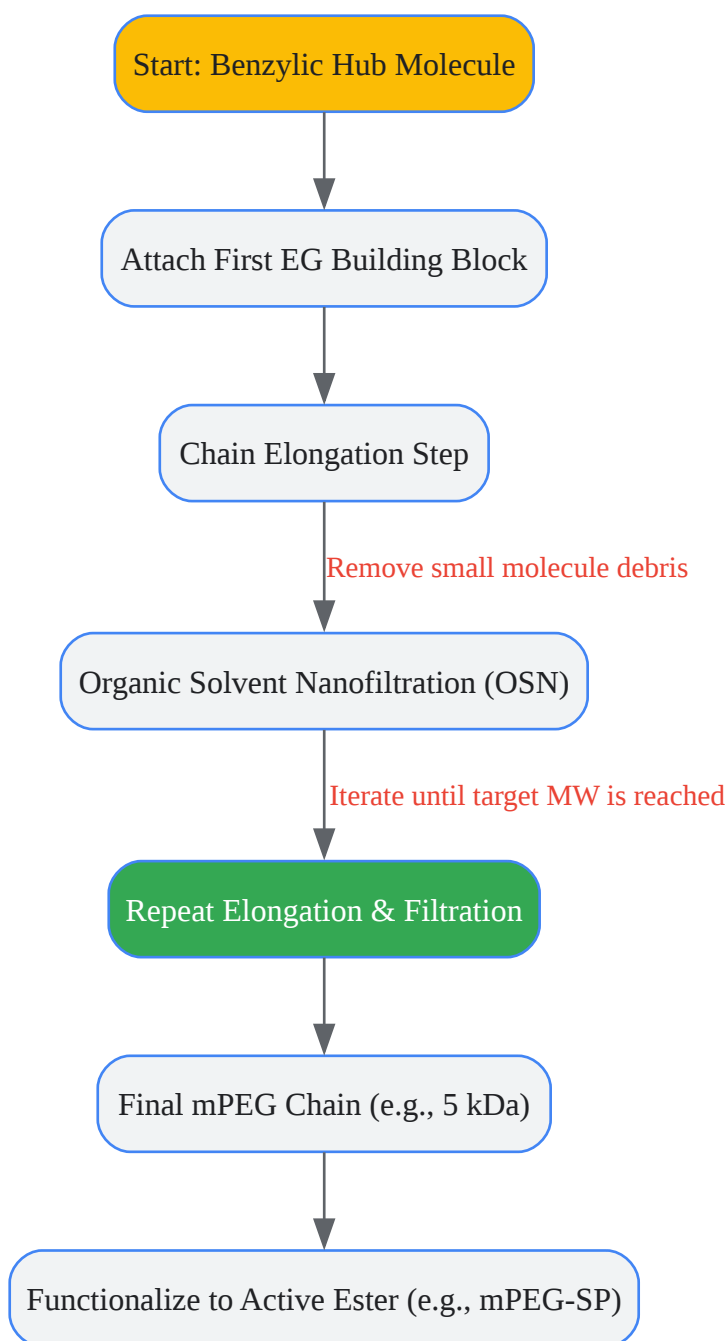 Start: Benzylic Hub Molecule
Attach First EG Building Block
Chain Elongation Step
Remove small molecule debris
Organic Solvent Nanofiltration (OSN)
Iterate until target MW is reached
Repeat Elongation & Filtration
Final mPEG Chain (e.g., 5 kDa)
Functionalize to Active Ester (e.g., mPEG-SP)